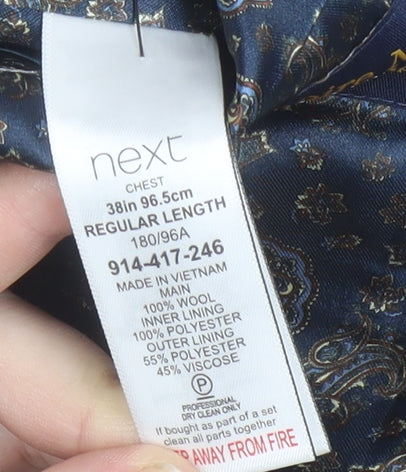 next
CHEST
38in 96.5cm
REGULAR LENGTH
180/96A
914-417-246
MADE IN VIETNAM
MAIN
100% WOOL
INNER LINING
100% POLYESTER
OUTER LINING
55% POLYESTER
45% VISCOSE
P
PROFESSIONAL
DRY CLEAN ONLY
If bought as part of a set
clean all parts together
AWAY FROM FIRE